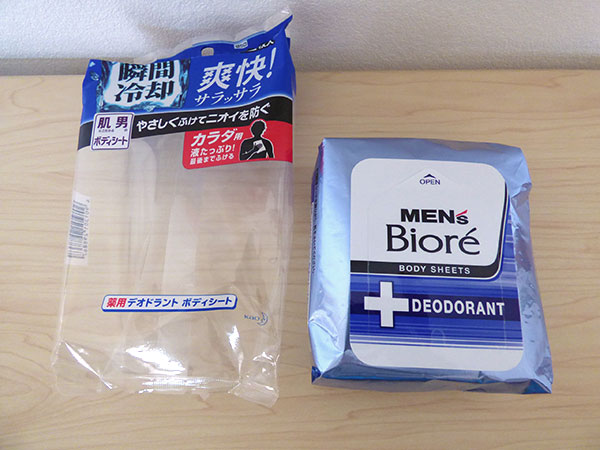 瞬間
冷却
爽快!
サラッサラ
肌男
ボディシート
やさしくふけてニオイを防ぐ
カラダ用
液たっぷり!
最後までふける
薬用 デオドラント ボディシート
Kao
OPEN
MEN's
Bioré
BODY SHEETS
DEODORANT